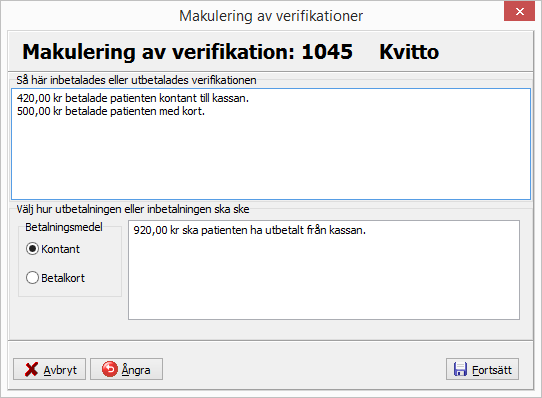 Makulering av verifikationer
Makulering av verifikation: 1045 Kvitto
Så här inbetalades eller utbetalades verifikationen
420,00 kr betalade patienten kontant till kassan.
500,00 kr betalade patienten med kort.
Välj hur utbetalningen eller inbetalningen ska ske
Betalningsmedel
Kontant
Betalkort
920,00 kr ska patienten ha utbetalt från kassan.
Avbryt
Ångra
Fortsätt